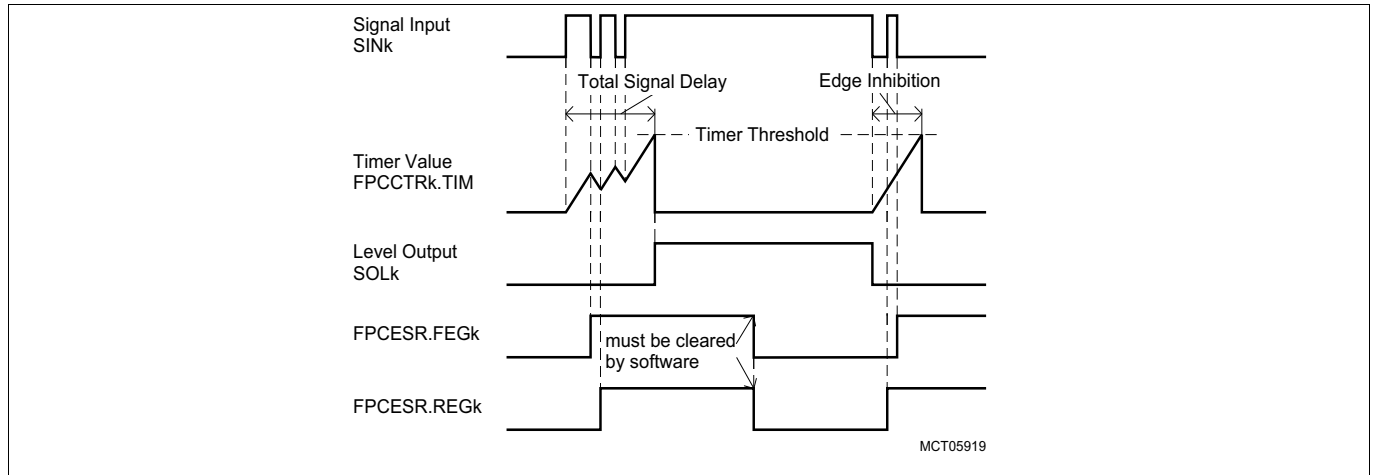 Signal Input
SINk
Total Signal Delay
Edge Inhibition
Timer Threshold
Timer Value
FPCCTRk.TIM
Level Output
SOLk
FPCESR.FEGk
must be cleared
by software
FPCESR.REGk
MCT05919